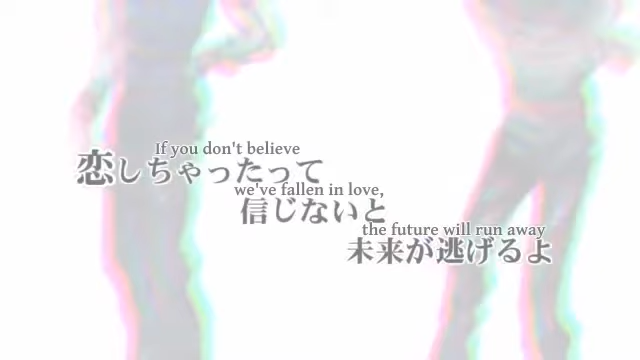 If you don't believe
恋しちゃったって
we've fallen in love,
信じないと
the future will run away
未来が逃げるよ